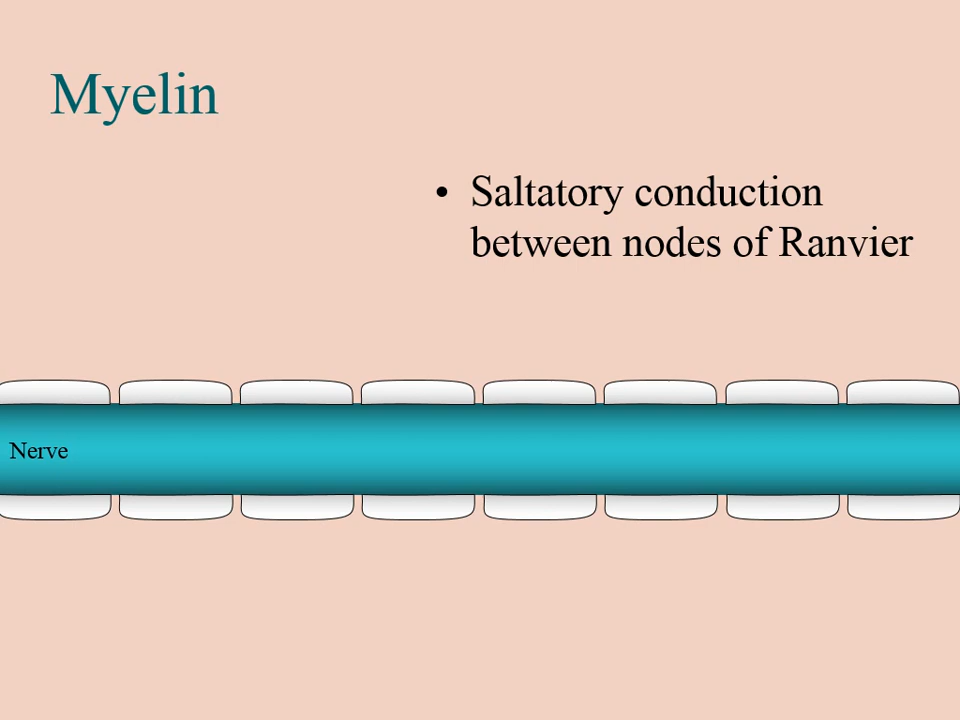 Myelin
• Saltatory conduction
between nodes of Ranvier
Nerve